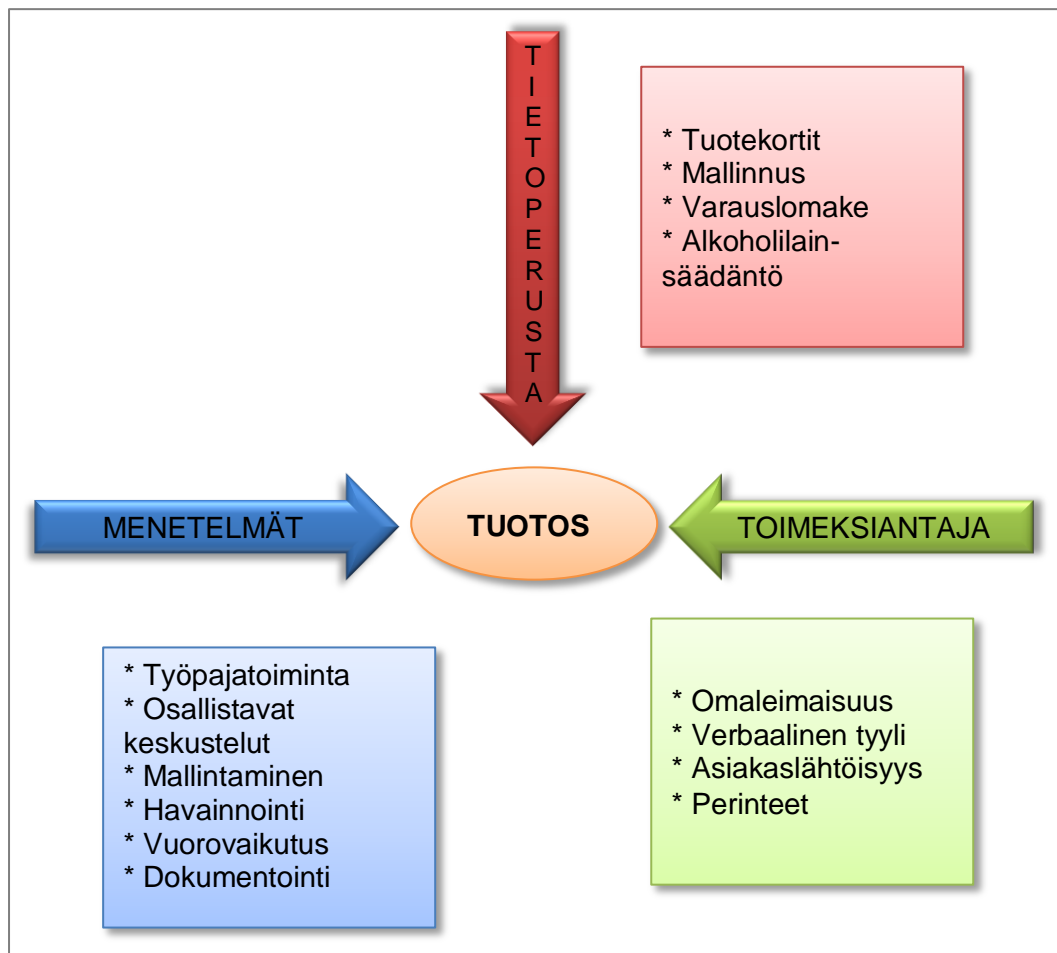 TIETOPERUSTA
* Tuotekortit
* Mallinnus
* Varauslomake
* Alkoholilain-
säädäntö
MENETELMÄT
TUOTOS
TOIMEKSIANTAJA
* Työpajatoiminta
* Osallistavat
keskustelut
* Mallintaminen
* Havainnointi
* Vuorovaikutus
* Dokumentointi
* Omaleimaisuus
* Verbaalinen tyyli
* Asiakaslähtöisyys
* Perinteet